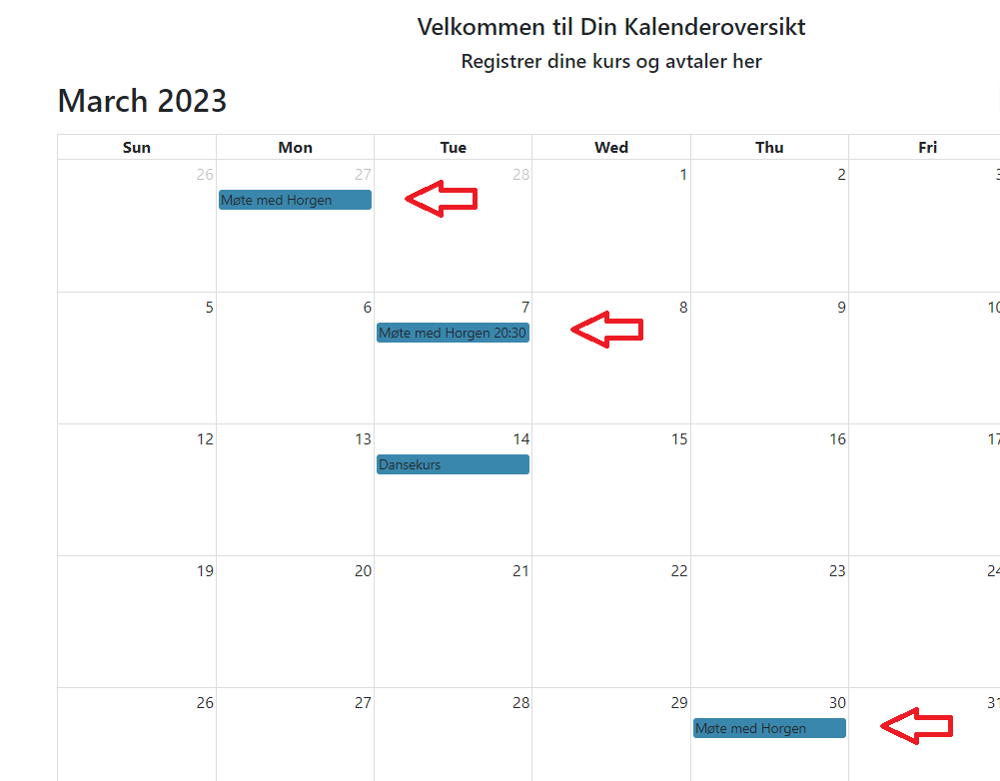 Velkommen til Din Kalenderoversikt
Registrer dine kurs og avtaler her
March 2023
Sun Mon Tue Wed Thu Fri
26 27 28 1 2 3
Møte med Horgen
5 6 7 8 9 10
Møte med Horgen 20:30
12 13 14 15 16 17
Dansekurs
19 20 21 22 23 24
26 27 28 29 30 31
Møte med Horgen